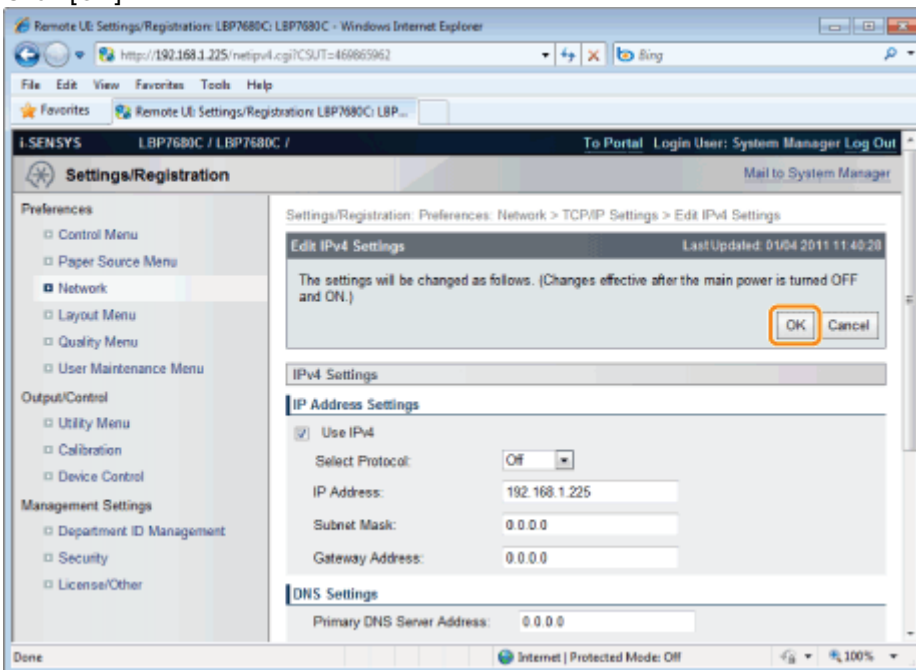 Remote UI: Settings/Registration: LBP7680C: LBP7680C - Windows Internet Explorer
http://192.168.1.225/netipv4.cgi?CSUT=469865962
Bing
File Edit View Favorites Tools Help
Favorites Remote UI: Settings/Registration: LBP7680C: LBP...
i-SENSYS LBP7680C / LBP7680C / To Portal Login User: System Manager Log Out
Settings/Registration Mail to System Manager
Preferences
Control Menu
Paper Source Menu
Network
Layout Menu
Quality Menu
User Maintenance Menu
Output/Control
Utility Menu
Calibration
Device Control
Management Settings
Department ID Management
Security
License/Other
Settings/Registration: Preferences: Network > TCP/IP Settings > Edit IPv4 Settings
Edit IPv4 Settings Last Updated: 01/04 2011 11:40:28
The settings will be changed as follows. (Changes effective after the main power is turned OFF
and ON.)
OK Cancel
IPv4 Settings
IP Address Settings
Use IPv4
Select Protocol: Off
IP Address: 192.168.1.225
Subnet Mask: 0.0.0.0
Gateway Address: 0.0.0.0
DNS Settings
Primary DNS Server Address: 0.0.0.0
Done Internet | Protected Mode: Off 100%